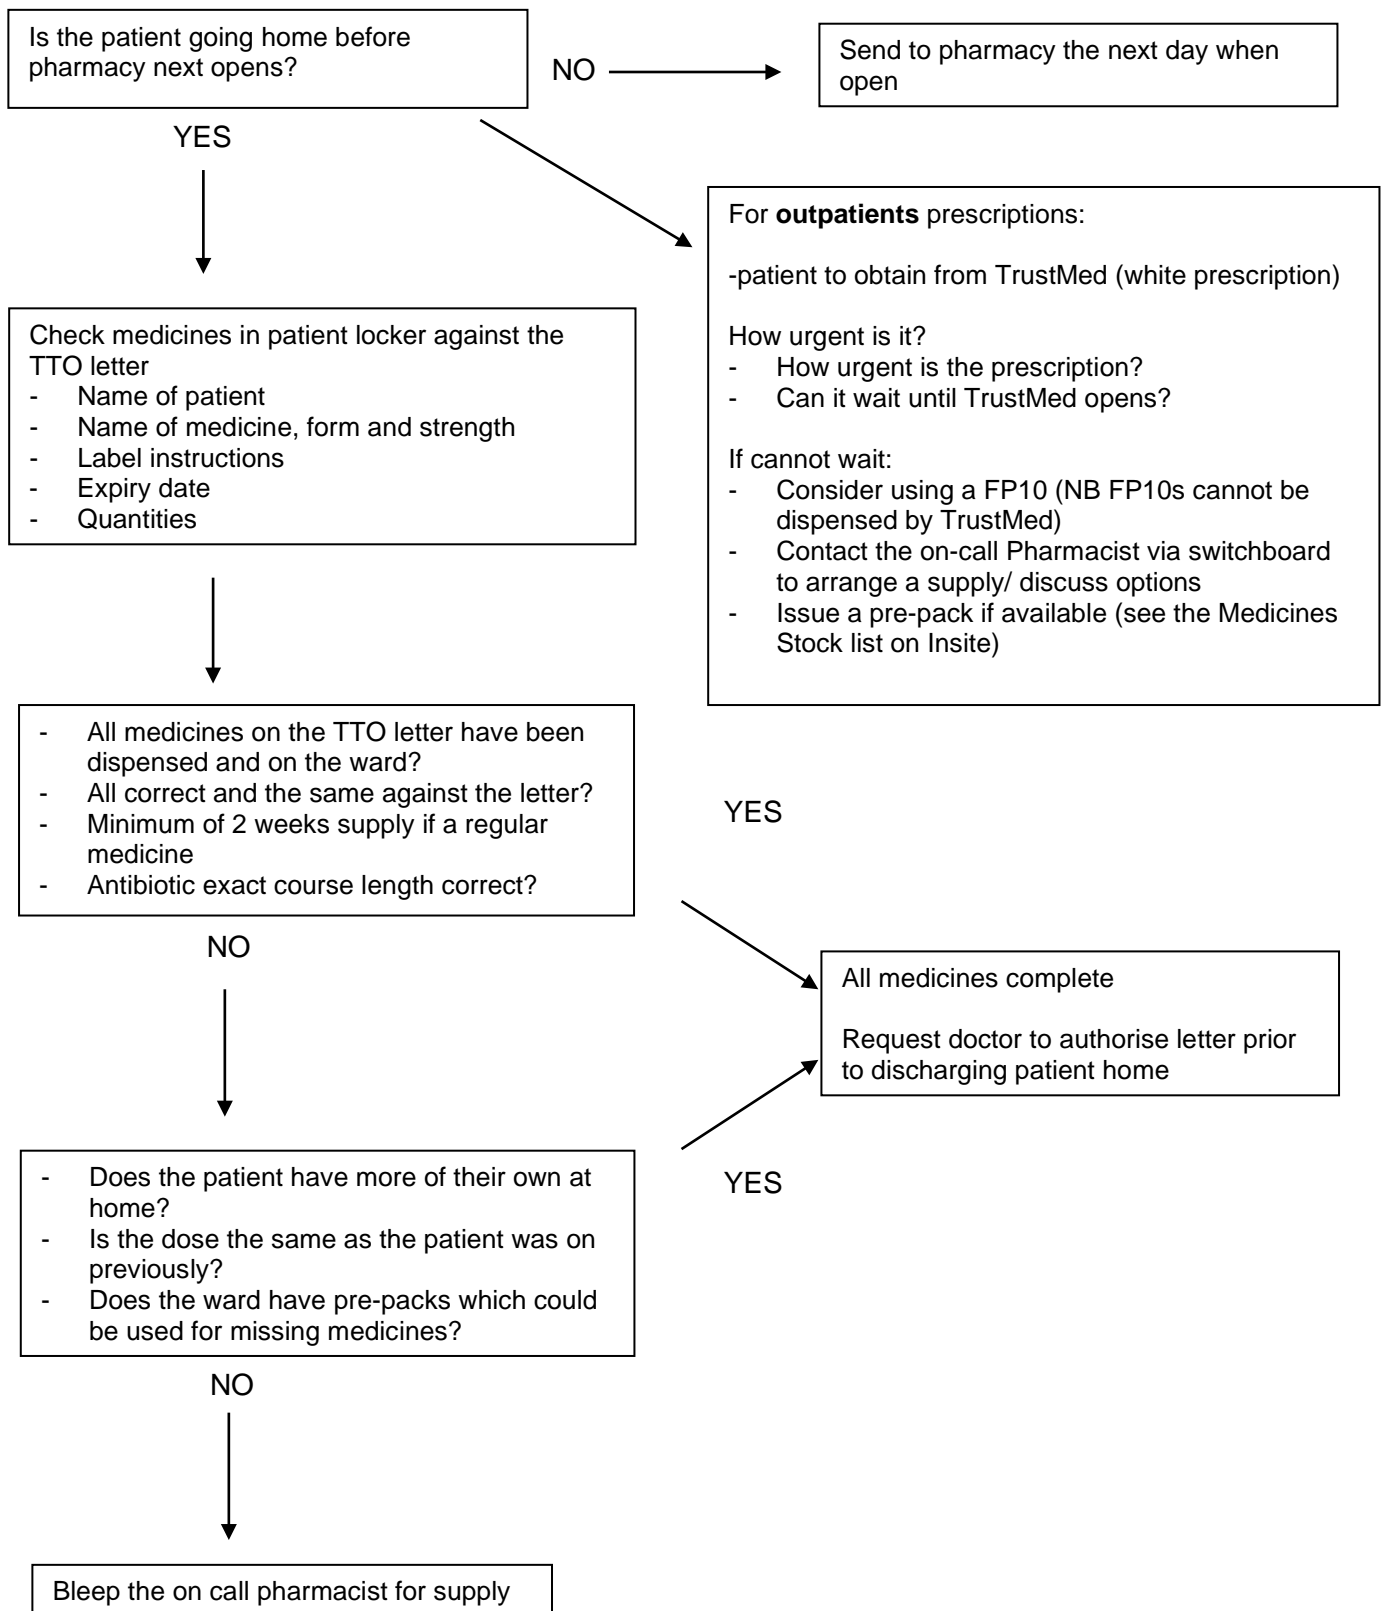 Is the patient going home before
pharmacy next opens?
NO
Send to pharmacy the next day when
open
YES
For outpatients prescriptions:
-patient to obtain from TrustMed (white prescription)
How urgent is it?
- How urgent is the prescription?
- Can it wait until TrustMed opens?
If cannot wait:
- Consider using a FP10 (NB FP10s cannot be
dispensed by TrustMed)
- Contact the on-call Pharmacist via switchboard
to arrange a supply/ discuss options
- Issue a pre-pack if available (see the Medicines
Stock list on Insite)
Check medicines in patient locker against the
TTO letter
- Name of patient
- Name of medicine, form and strength
- Label instructions
- Expiry date
- Quantities
- All medicines on the TTO letter have been
dispensed and on the ward?
- All correct and the same against the letter?
- Minimum of 2 weeks supply if a regular
medicine
- Antibiotic exact course length correct?
YES
NO
All medicines complete
Request doctor to authorise letter prior
to discharging patient home
- Does the patient have more of their own at
home?
- Is the dose the same as the patient was on
previously?
- Does the ward have pre-packs which could
be used for missing medicines?
YES
NO
Bleep the on call pharmacist for supply